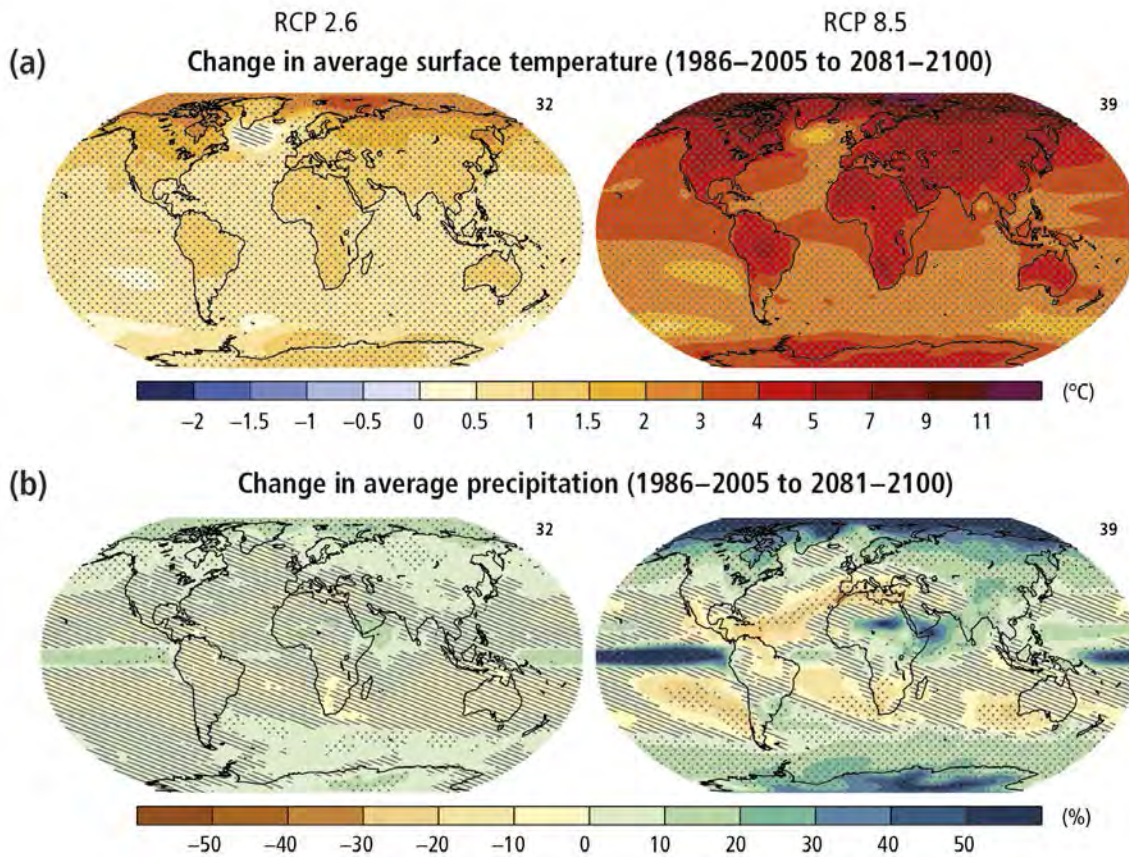 RCP 2.6 RCP 8.5
(a) Change in average surface temperature (1986–2005 to 2081–2100)
32 39
(°C)
−2 −1.5 −1 −0.5 0 0.5 1 1.5 2 3 4 5 7 9 11
(b) Change in average precipitation (1986–2005 to 2081–2100)
32 39
(%)
−50 −40 −30 −20 −10 0 10 20 30 40 50